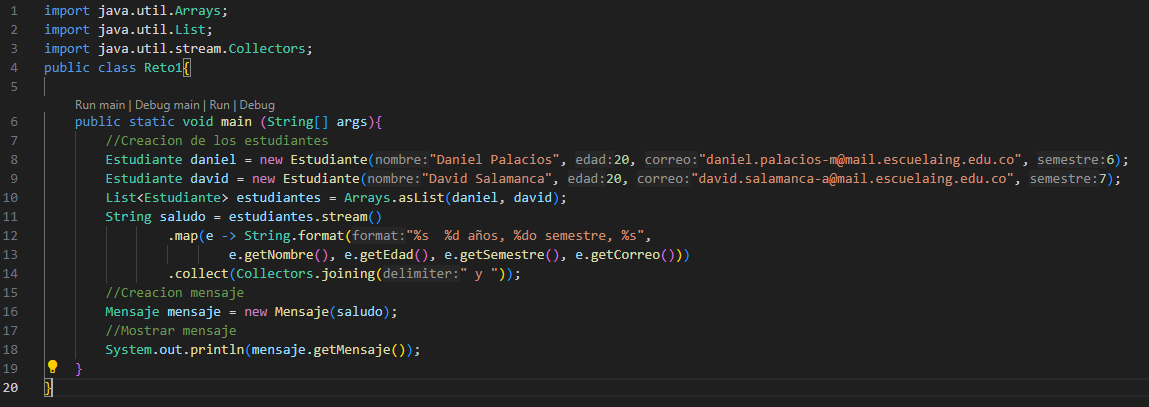 1 import java.util.Arrays;
2 import java.util.List;
3 import java.util.stream.Collectors;
4 public class Reto1{
5
Run main | Debug main | Run | Debug
6 public static void main (String[] args){
7 //Creacion de los estudiantes
8 Estudiante daniel = new Estudiante(nombre:"Daniel Palacios", edad:20, correo:"daniel.palacios-m@mail.escuelaing.edu.co", semestre:6);
9 Estudiante david = new Estudiante(nombre:"David Salamanca", edad:20, correo:"david.salamanca-a@mail.escuelaing.edu.co", semestre:7);
10 List<Estudiante> estudiantes = Arrays.asList(daniel, david);
11 String saludo = estudiantes.stream()
12 .map(e -> String.format(format:"%s  %d años, %do semestre, %s",
13 e.getNombre(), e.getEdad(), e.getSemestre(), e.getCorreo()))
14 .collect(Collectors.joining(delimiter:" y "));
15 //Creacion mensaje
16 Mensaje mensaje = new Mensaje(saludo);
17 //Mostrar mensaje
18 System.out.println(mensaje.getMensaje());
19 }
20 }